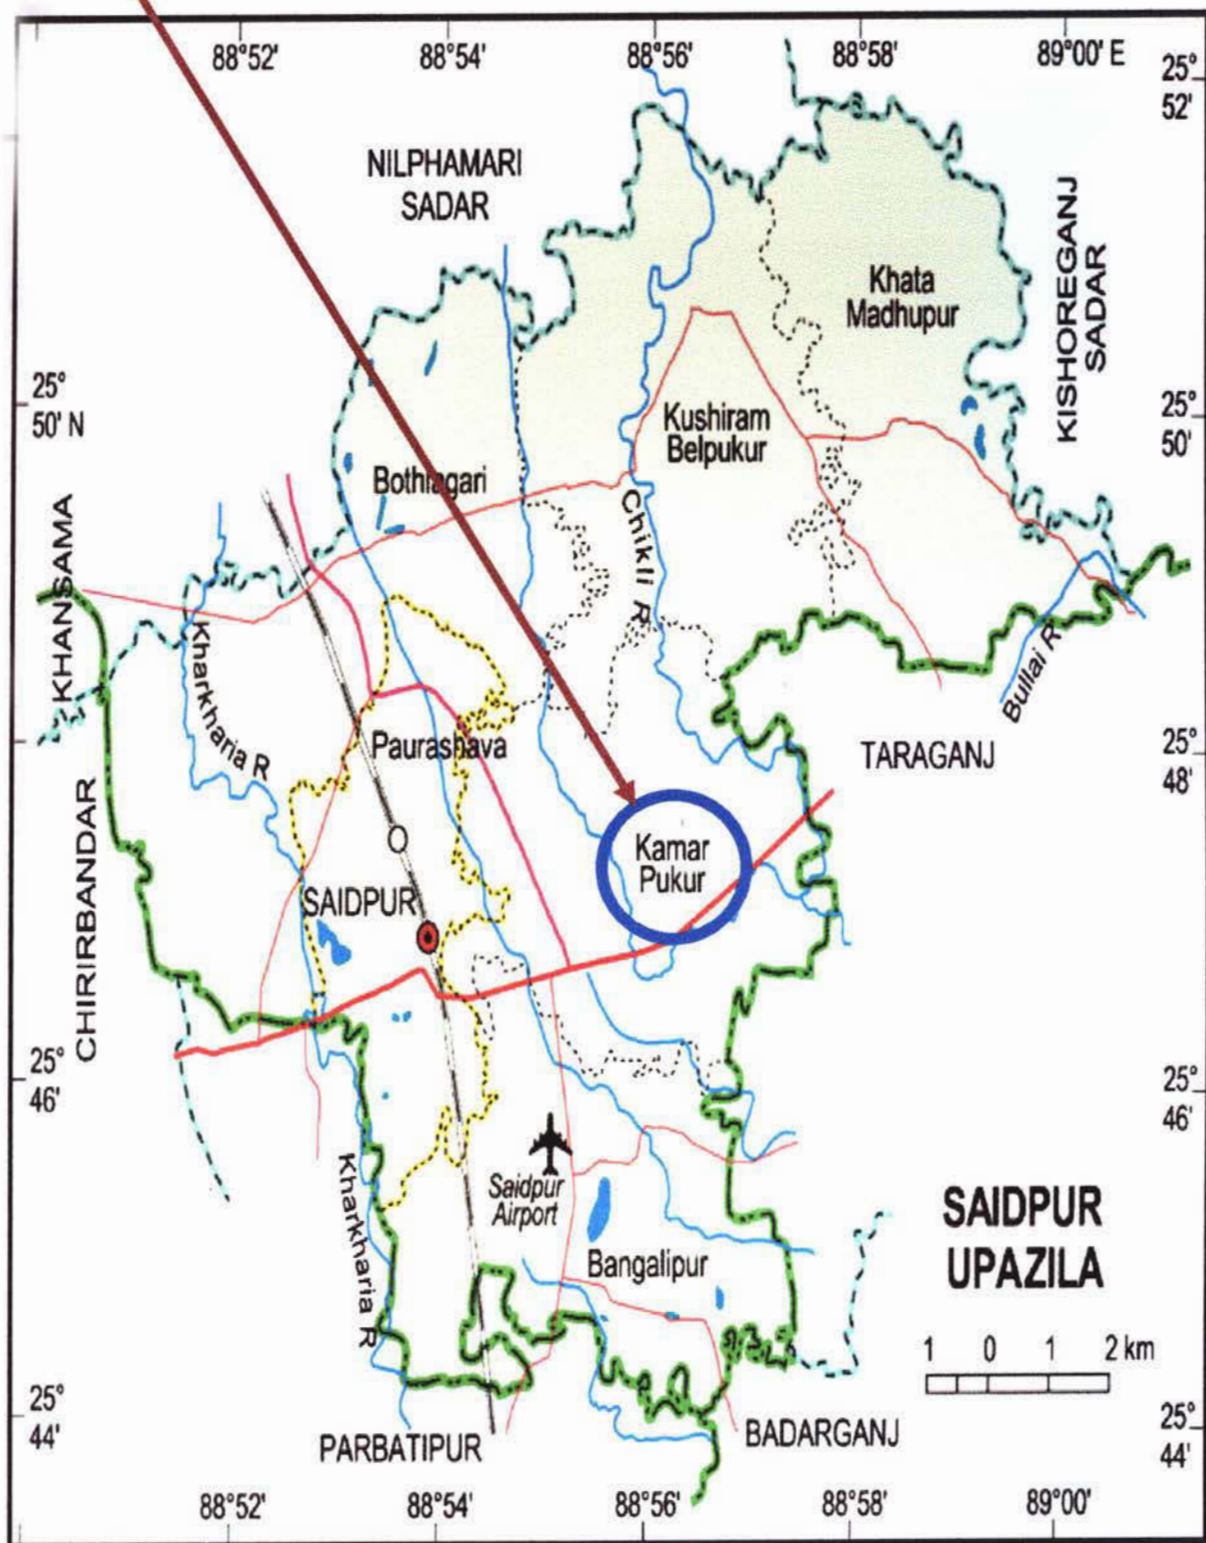 88°52'
88°54'
88°56'
88°58'
89°00' E
25°
52'
NILPHAMARI
SADAR
KISHOREGANJ
SADAR
Khata
Madhupur
25°
50' N
25°
50'
Kushiram
Belpukur
Bothlagari
Chikli R
KHANSAMA
Kharkharia R
Bullai R
Paurashava
TARAGANJ
25°
48'
CHIRIRBANDAR
Kamar
Pukur
SAIDPUR
25°
46'
25°
46'
Kharkharia R
Saidpur
Airport
Bangalipur
SAIDPUR
UPAZILA
1 0 1 2 km
25°
44'
25°
44'
PARBATIPUR
BADARGANJ
88°52'
88°54'
88°56'
88°58'
89°00'